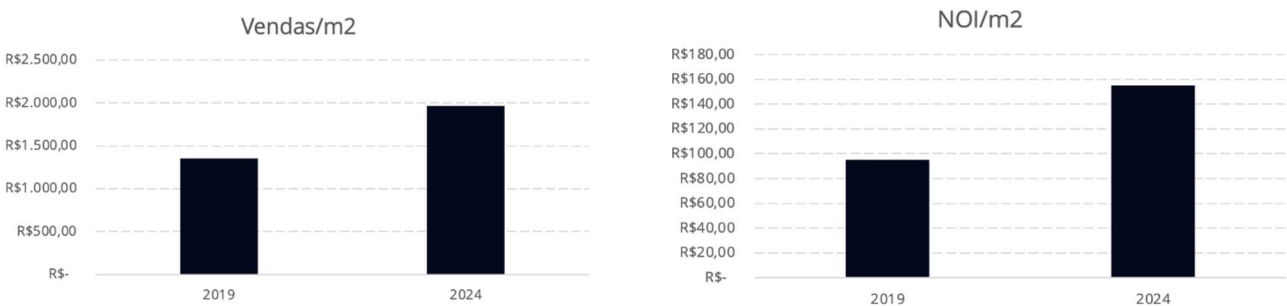 Vendas/m2
R$2.500,00
R$2.000,00
R$1.500,00
R$1.000,00
R$500,00
R$-
2019 2024
NOI/m2
R$180,00
R$160,00
R$140,00
R$120,00
R$100,00
R$80,00
R$60,00
R$40,00
R$20,00
R$-
2019 2024